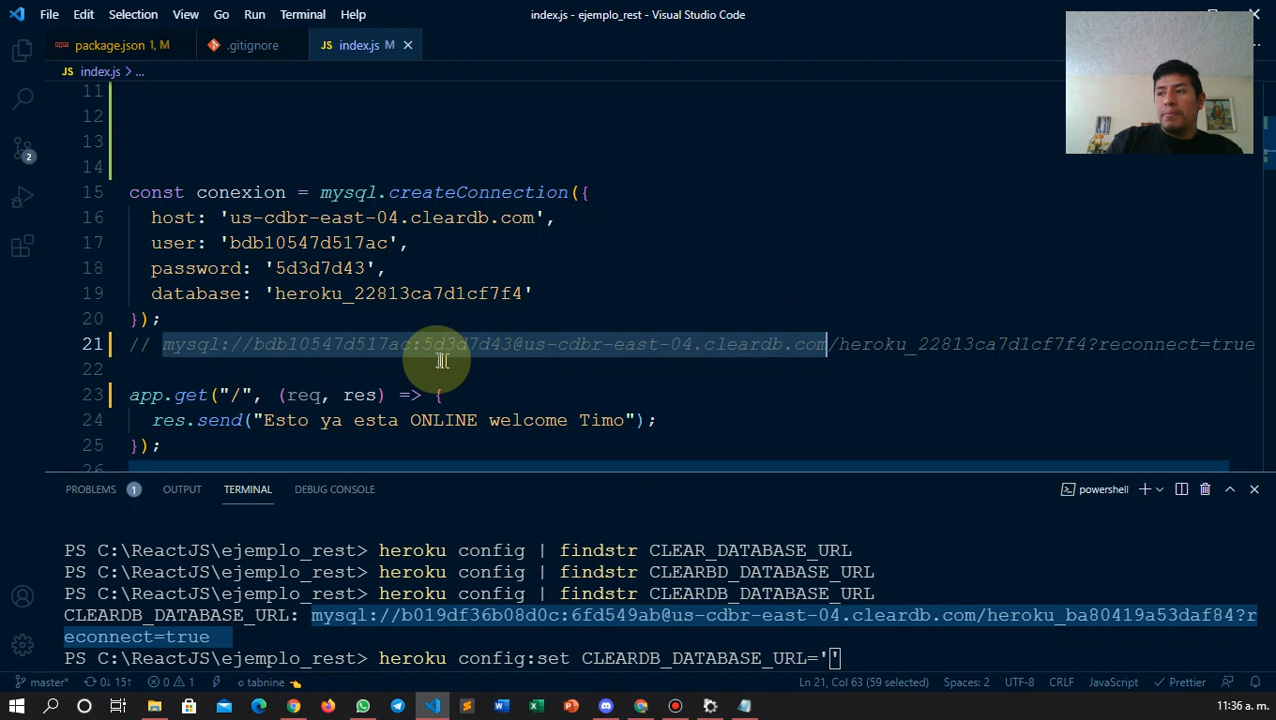 File Edit Selection View Go Run Terminal Help index.js - ejemplo_rest - Visual Studio Code
package.json 1, M .gitignore JS index.js M
JS index.js > ...
11
12
13
14
15 const conexion = mysql.createConnection({
16 host: 'us-cdbr-east-04.cleardb.com',
17 user: 'bdb10547d517ac',
18 password: '5d3d7d43',
19 database: 'heroku_22813ca7d1cf7f4'
20 });
21 // mysql://bdb10547d517ac:5d3d7d43@us-cdbr-east-04.cleardb.com/heroku_22813ca7d1cf7f4?reconnect=true
22
23 app.get("/", (req, res) => {
24 res.send("Esto ya esta ONLINE welcome Timo");
25 });
26
2
PROBLEMS 1 OUTPUT TERMINAL DEBUG CONSOLE powershell
PS C:\ReactJS\ejemplo_rest> heroku config | findstr CLEAR_DATABASE_URL
PS C:\ReactJS\ejemplo_rest> heroku config | findstr CLEARBD_DATABASE_URL
PS C:\ReactJS\ejemplo_rest> heroku config | findstr CLEARDB_DATABASE_URL
CLEARDB_DATABASE_URL: mysql://b019df36b08d0c:6fd549ab@us-cdbr-east-04.cleardb.com/heroku_ba80419a53daf84?r
econnect=true
PS C:\ReactJS\ejemplo_rest> heroku config:set CLEARDB_DATABASE_URL=''
master* 0↓ 15↑ 0 1 tabnine Ln 21, Col 63 (59 selected) Spaces: 2 UTF-8 CRLF JavaScript Prettier
11:36 a. m.